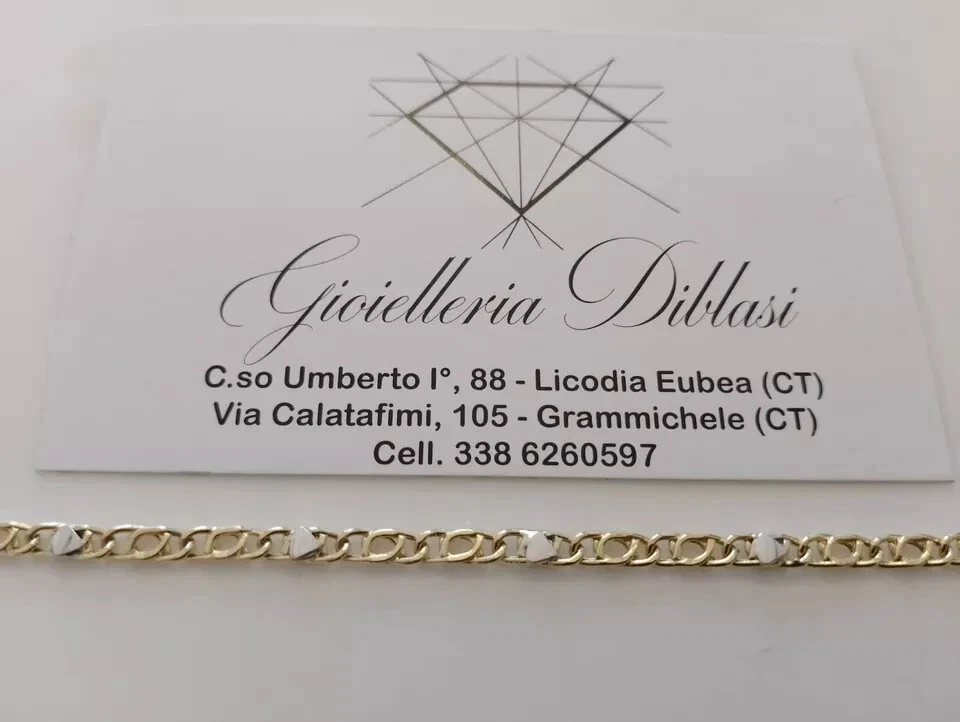 Gioielleria Diblasi
C.so Umberto I°, 88 - Licodia Eubea (CT)
Via Calatafimi, 105 - Grammichele (CT)
Cell. 338 6260597